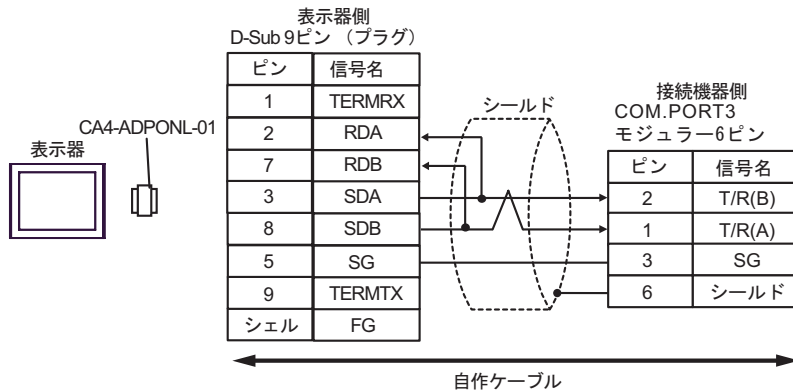 表示器側
D-Sub 9ピン （プラグ）
ピン 信号名
1 TERMRX
2 RDA
7 RDB
3 SDA
8 SDB
5 SG
9 TERMTX
シェル FG
CA4-ADPONL-01
表示器
シールド
接続機器側
COM.PORT3
モジュラー6ピン
ピン 信号名
2 T/R(B)
1 T/R(A)
3 SG
6 シールド
自作ケーブル